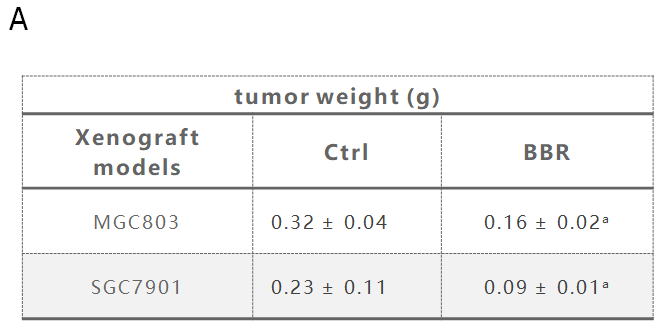 A
tumor weight (g)
Xenograft models Ctrl BBR
MGC803 0.32 ± 0.04 0.16 ± 0.02ᵃ
SGC7901 0.23 ± 0.11 0.09 ± 0.01ᵃ